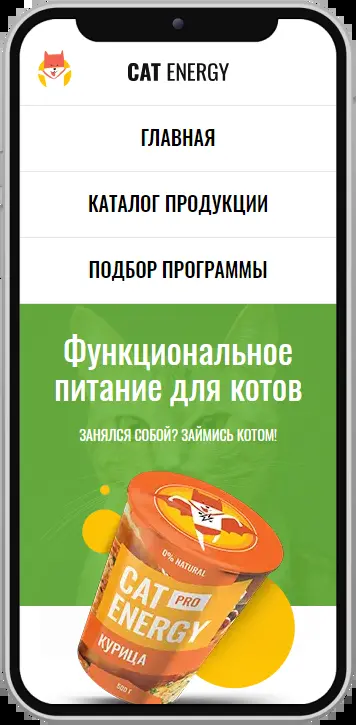 CAT ENERGY
ГЛАВНАЯ
КАТАЛОГ ПРОДУКЦИИ
ПОДБОР ПРОГРАММЫ
Функциональное
питание для котов
ЗАНЯЛСЯ СОБОЙ? ЗАЙМИСЬ КОТОМ!
0% NATURAL
CAT PRO
ENERGY
КУРИЦА
500 Г